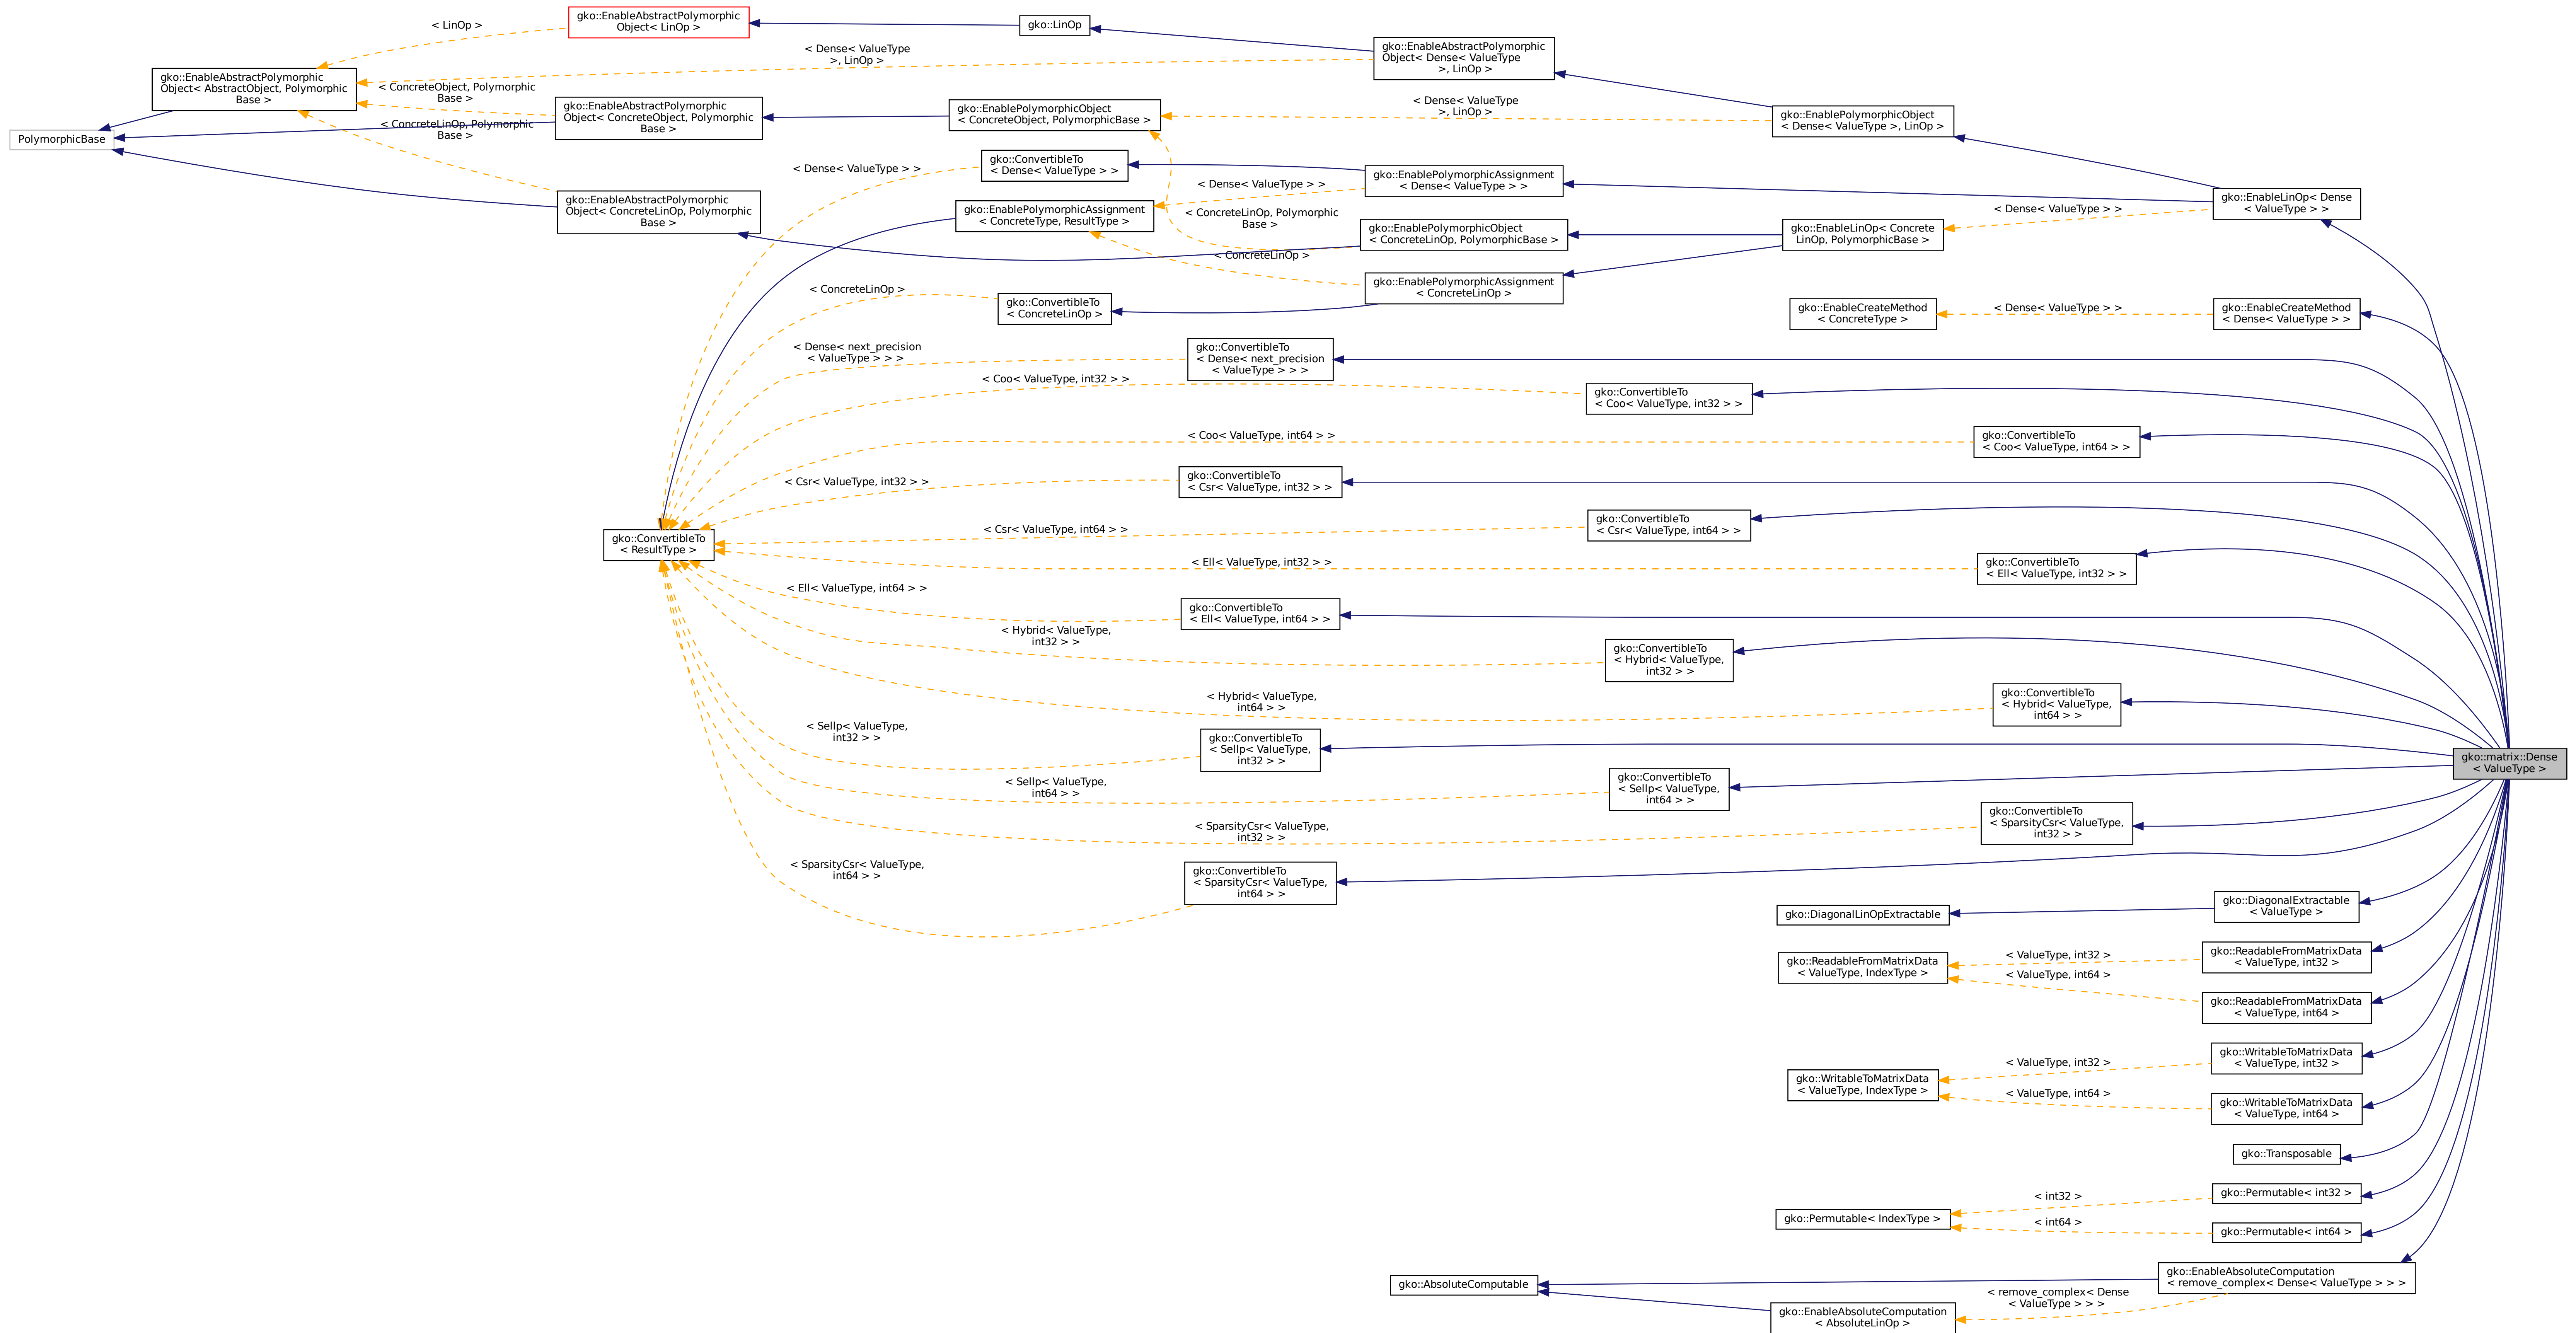 gko::EnableAbstractPolymorphic
Object< LinOp >
gko::LinOp
< LinOp >
gko::EnableAbstractPolymorphic
Object< Dense< ValueType
>, LinOp >
< Dense< ValueType
>, LinOp >
gko::EnableAbstractPolymorphic
Object< AbstractObject, Polymorphic
Base >
< ConcreteObject, Polymorphic
Base >
gko::EnableAbstractPolymorphic
Object< ConcreteObject, Polymorphic
Base >
gko::EnablePolymorphicObject
< ConcreteObject, PolymorphicBase >
< Dense< ValueType
>, LinOp >
gko::EnablePolymorphicObject
< Dense< ValueType >, LinOp >
PolymorphicBase
< ConcreteLinOp, Polymorphic
Base >
gko::ConvertibleTo
< Dense< ValueType > >
< Dense< ValueType > >
gko::EnablePolymorphicAssignment
< Dense< ValueType > >
< Dense< ValueType > >
gko::EnableAbstractPolymorphic
Object< ConcreteLinOp, Polymorphic
Base >
gko::EnablePolymorphicAssignment
< ConcreteType, ResultType >
< ConcreteLinOp, Polymorphic
Base >
gko::EnableLinOp< Dense
< ValueType > >
< Dense< ValueType > >
gko::EnablePolymorphicObject
< ConcreteLinOp, PolymorphicBase >
gko::EnableLinOp< Concrete
LinOp, PolymorphicBase >
< ConcreteLinOp >
gko::EnablePolymorphicAssignment
< ConcreteLinOp >
< ConcreteLinOp >
gko::ConvertibleTo
< ConcreteLinOp >
gko::EnableCreateMethod
< ConcreteType >
< Dense< ValueType > >
gko::EnableCreateMethod
< Dense< ValueType > >
< Dense< next_precision
< ValueType > > >
gko::ConvertibleTo
< Dense< next_precision
< ValueType > > >
< Coo< ValueType, int32 > >
gko::ConvertibleTo
< Coo< ValueType, int32 > >
< Coo< ValueType, int64 > >
gko::ConvertibleTo
< Coo< ValueType, int64 > >
< Csr< ValueType, int32 > >
gko::ConvertibleTo
< Csr< ValueType, int32 > >
< Csr< ValueType, int64 > >
gko::ConvertibleTo
< Csr< ValueType, int64 > >
gko::ConvertibleTo
< ResultType >
< Ell< ValueType, int32 > >
gko::ConvertibleTo
< Ell< ValueType, int32 > >
< Ell< ValueType, int64 > >
gko::ConvertibleTo
< Ell< ValueType, int64 > >
< Hybrid< ValueType,
int32 > >
gko::ConvertibleTo
< Hybrid< ValueType,
int32 > >
< Hybrid< ValueType,
int64 > >
gko::ConvertibleTo
< Hybrid< ValueType,
int64 > >
< Sellp< ValueType,
int32 > >
gko::ConvertibleTo
< Sellp< ValueType,
int32 > >
gko::matrix::Dense
< ValueType >
< Sellp< ValueType,
int64 > >
gko::ConvertibleTo
< Sellp< ValueType,
int64 > >
< SparsityCsr< ValueType,
int32 > >
gko::ConvertibleTo
< SparsityCsr< ValueType,
int32 > >
< SparsityCsr< ValueType,
int64 > >
gko::ConvertibleTo
< SparsityCsr< ValueType,
int64 > >
gko::DiagonalLinOpExtractable
gko::DiagonalExtractable
< ValueType >
gko::ReadableFromMatrixData
< ValueType, IndexType >
< ValueType, int32 >
gko::ReadableFromMatrixData
< ValueType, int32 >
< ValueType, int64 >
gko::ReadableFromMatrixData
< ValueType, int64 >
gko::WritableToMatrixData
< ValueType, IndexType >
< ValueType, int32 >
gko::WritableToMatrixData
< ValueType, int32 >
< ValueType, int64 >
gko::WritableToMatrixData
< ValueType, int64 >
gko::Transposable
gko::Permutable< IndexType >
< int32 >
gko::Permutable< int32 >
< int64 >
gko::Permutable< int64 >
gko::AbsoluteComputable
gko::EnableAbsoluteComputation
< remove_complex< Dense< ValueType > > >
< remove_complex< Dense
< ValueType > > >
gko::EnableAbsoluteComputation
< AbsoluteLinOp >